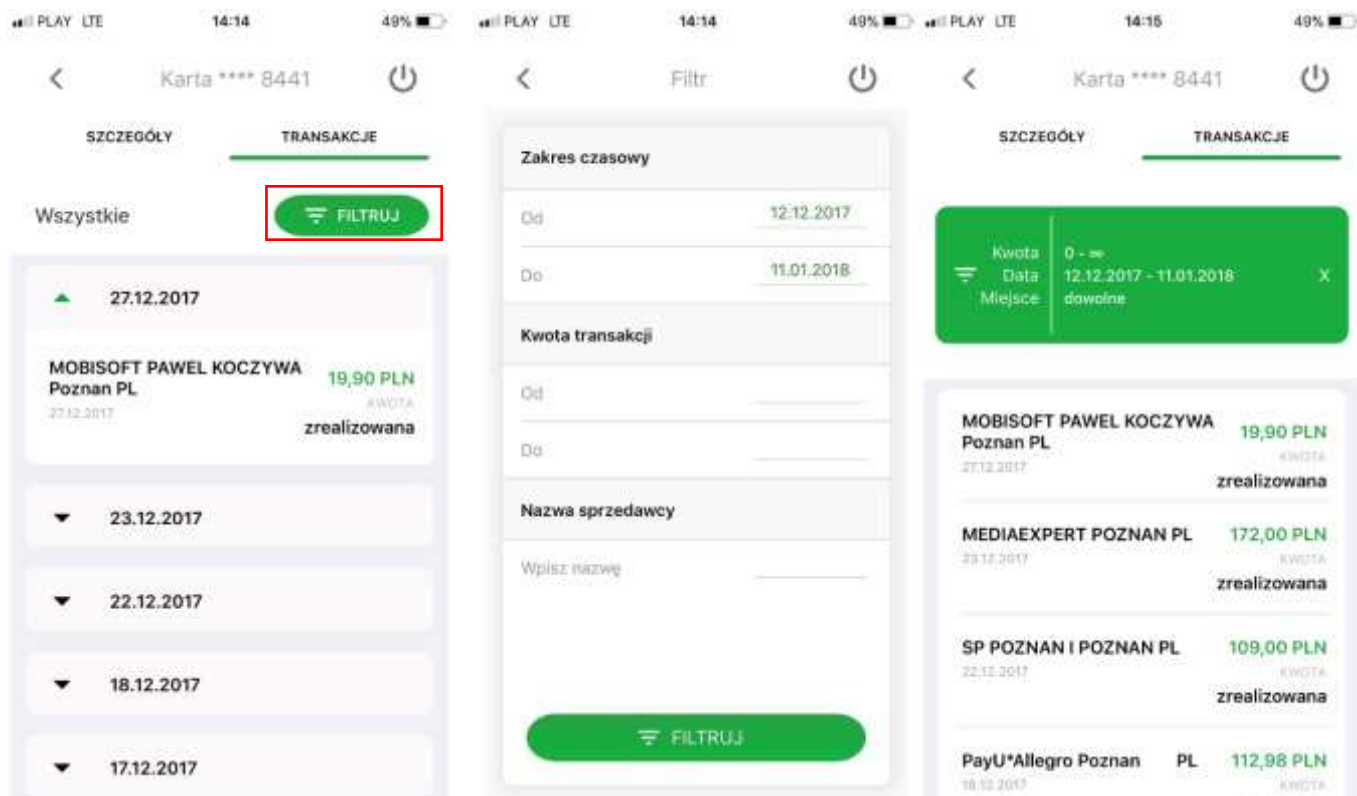 PLAY LTE 14:14 49%
Karta **** 8441
SZCZEGÓŁY TRANSAKCJE
Wszystkie FILTRUJ
27.12.2017
MOBISOFT PAWEL KOCZYWA
Poznan PL
19,90 PLN
27.12.2017
KWOTA
zrealizowana
23.12.2017
22.12.2017
18.12.2017
17.12.2017
PLAY LTE 14:14 49%
Filtr
Zakres czasowy
Od 12.12.2017
Do 11.01.2018
Kwota transakcji
Od
Do
Nazwa sprzedawcy
Wpisz nazwę
FILTRUJ
PLAY LTE 14:15 49%
Karta **** 8441
SZCZEGÓŁY TRANSAKCJE
Kwota 0 - ∞
Data 12.12.2017 - 11.01.2018 X
Miejsce dowolne
MOBISOFT PAWEL KOCZYWA
Poznan PL
19,90 PLN
27.12.2017
KWOTA
zrealizowana
MEDIAEXPERT POZNAN PL 172,00 PLN
23.12.2017 KWOTA
zrealizowana
SP POZNAN I POZNAN PL 109,00 PLN
22.12.2017 KWOTA
zrealizowana
PayU*Allegro Poznan PL 112,98 PLN
18.12.2017 KWOTA